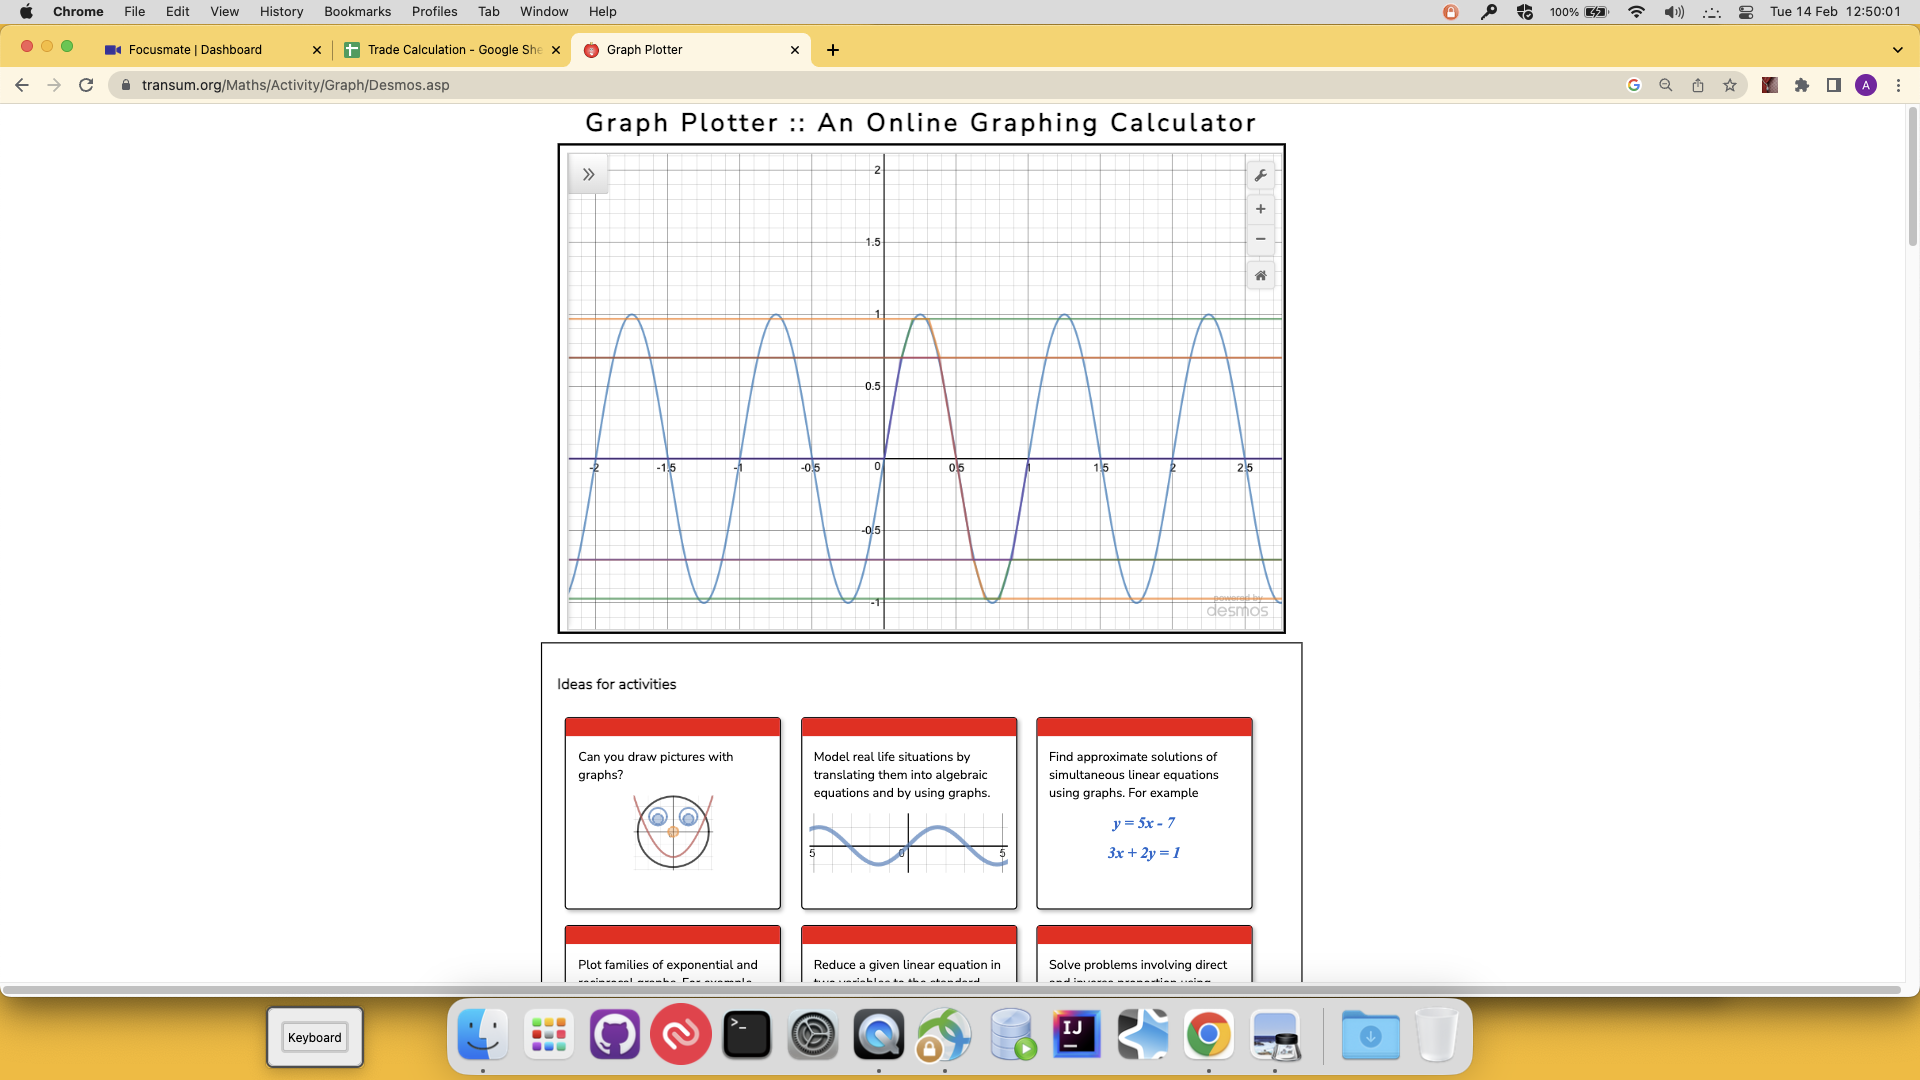 Chrome File Edit View History Bookmarks Profiles Tab Window Help 100% Tue 14 Feb 12:50:01
Focusmate | Dashboard Trade Calculation - Google She Graph Plotter
transum.org/Maths/Activity/Graph/Desmos.asp A
Graph Plotter :: An Online Graphing Calculator
2
1.5
1
0.5
-2 -1.5 -1 -0.5 0 0.5 1 1.5 2 2.5
-0.5
-1
powered by
desmos
Ideas for activities
Can you draw pictures with
graphs?
Model real life situations by
translating them into algebraic
equations and by using graphs.
5 0 5
Find approximate solutions of
simultaneous linear equations
using graphs. For example
y = 5x - 7
3x + 2y = 1
Plot families of exponential and
Reduce a given linear equation in
Solve problems involving direct
Keyboard
>_
IJ